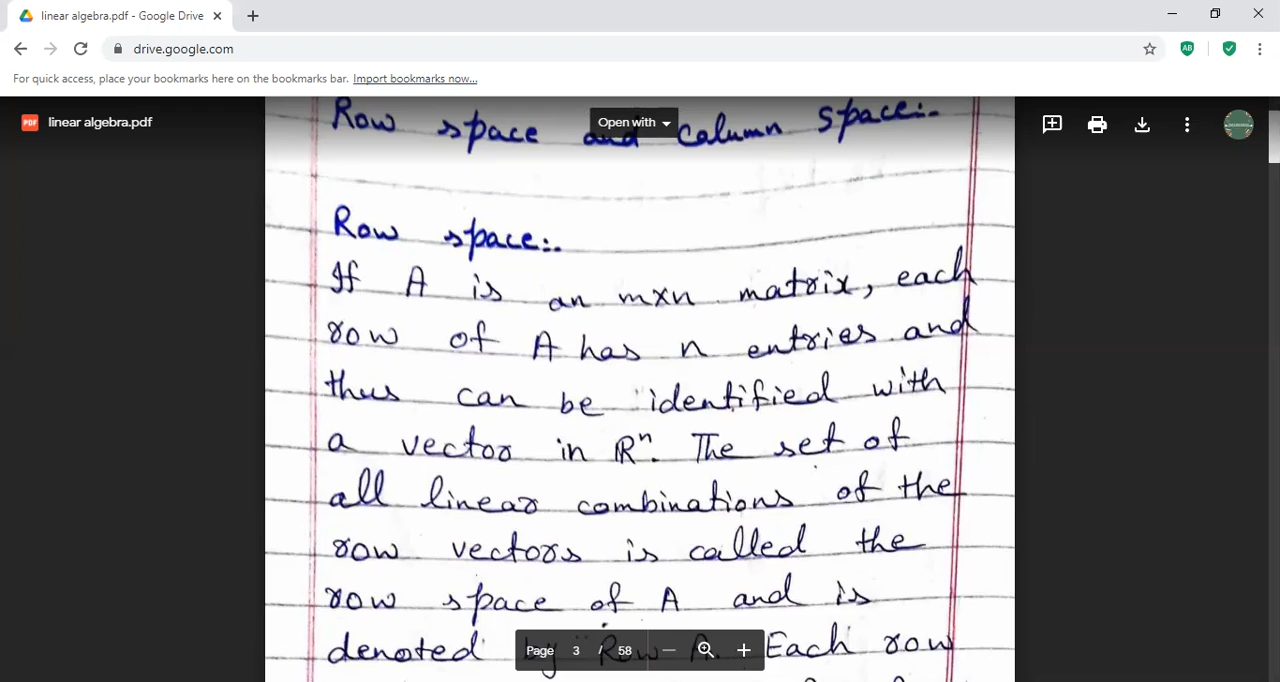 linear algebra.pdf - Google Drive
drive.google.com
For quick access, place your bookmarks here on the bookmarks bar. Import bookmarks now...
linear algebra.pdf
Open with
Row space and column space:-
Row space:-
If A is an mxn matrix, each
row of A has n entries and
thus can be identified with
a vector in Rⁿ. The set of
all linear combinations of the
row vectors is called the
row space of A and is
denoted by Row A. Each row
Page 3 / 58